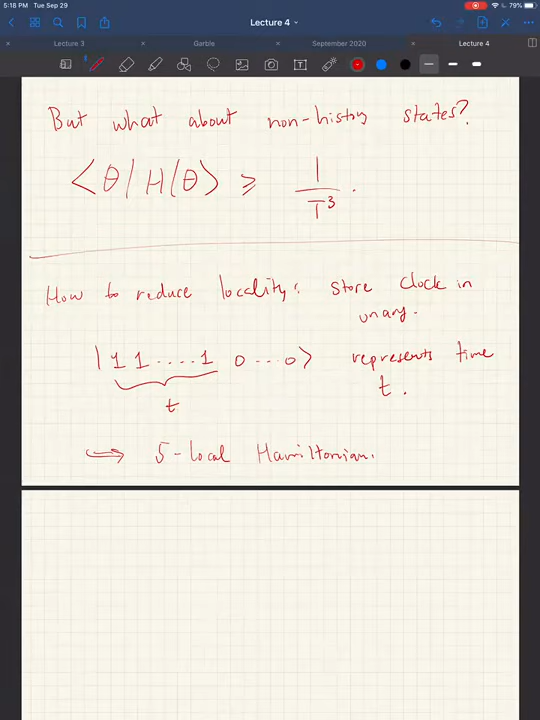 5:18 PM Tue Sep 29
79%
Lecture 4
Lecture 3
Garble
September 2020
Lecture 4
But what about non-history states?
<θ|H|θ> ≥ 1/T³.
How to reduce locality: store clock in
unary.
|11....1 0...0> represents time
t t.
↪ 5-local Hamiltonian.